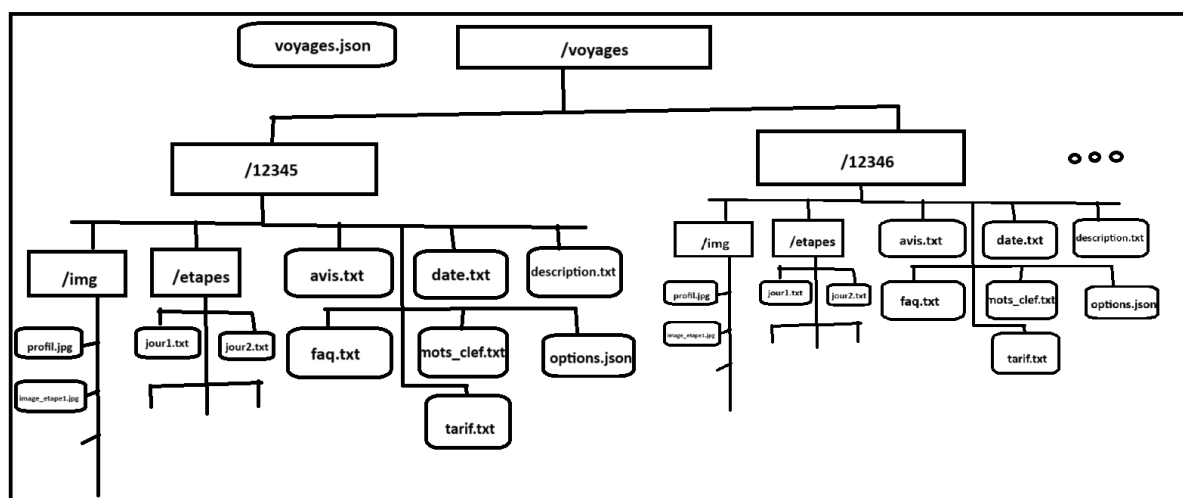 voyages.json
/voyages
/12345
/12346
/img
/etapes
avis.txt
date.txt
description.txt
profil.jpg
jour1.txt
jour2.txt
faq.txt
mots_clef.txt
options.json
image_etape1.jpg
tarif.txt
/img
/etapes
avis.txt
date.txt
description.txt
profil.jpg
jour1.txt
jour2.txt
faq.txt
mots_clef.txt
options.json
image_etape1.jpg
tarif.txt